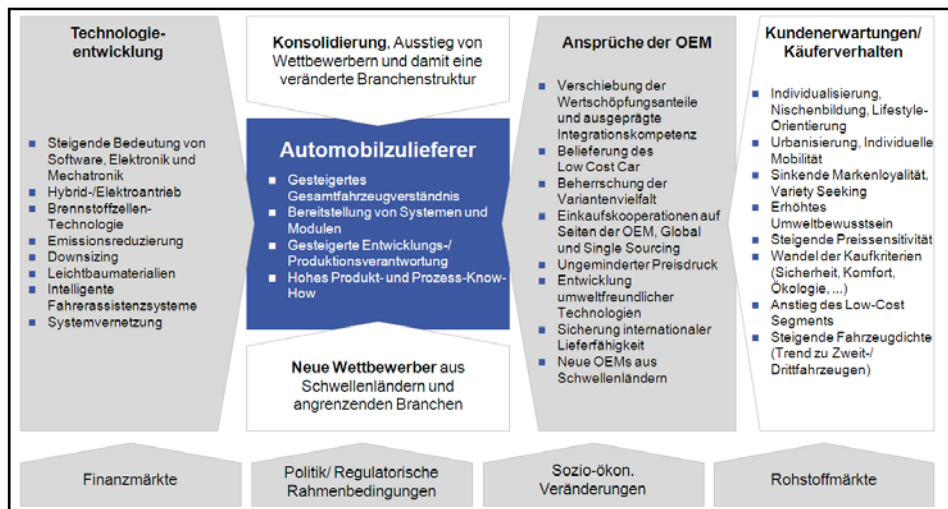 Technologie-
entwicklung
Steigende Bedeutung von
Software, Elektronik und
Mechatronik
Hybrid-/Elektroantrieb
Brennstoffzellen-
Technologie
Emissionsreduzierung
Downsizing
Leichtbaumaterialien
Intelligente
Fahrerassistenzsysteme
Systemvernetzung
Konsolidierung, Ausstieg von
Wettbewerbern und damit eine
veränderte Branchenstruktur
Automobilzulieferer
Gesteigertes
Gesamtfahrzeugverständnis
Bereitstellung von Systemen und
Modulen
Gesteigerte Entwicklungs-/
Produktionsverantwortung
Hohes Produkt- und Prozess-Know-
How
Neue Wettbewerber aus
Schwellenländern und
angrenzenden Branchen
Ansprüche der OEM
Verschiebung der
Wertschöpfungsanteile
und ausgeprägte
Integrationskompetenz
Belieferung des
Low Cost Car
Beherrschung der
Variantenvielfalt
Einkaufskooperationen auf
Seiten der OEM, Global
und Single Sourcing
Ungeminderter Preisdruck
Entwicklung
umweltfreundlicher
Technologien
Sicherung internationaler
Lieferfähigkeit
Neue OEMs aus
Schwellenländern
Kundenerwartungen/
Käuferverhalten
Individualisierung,
Nischenbildung, Lifestyle-
Orientierung
Urbanisierung, Individuelle
Mobilität
Sinkende Markenloyalität,
Variety Seeking
Erhöhtes
Umweltbewusstsein
Steigende Preissensitivität
Wandel der Kaufkriterien
(Sicherheit, Komfort,
Ökologie, ...)
Anstieg des Low-Cost
Segments
Steigende Fahrzeugdichte
(Trend zu Zweit-/
Drittfahrzeugen)
Finanzmärkte
Politik/ Regulatorische
Rahmenbedingungen
Sozio-ökon.
Veränderungen
Rohstoffmärkte